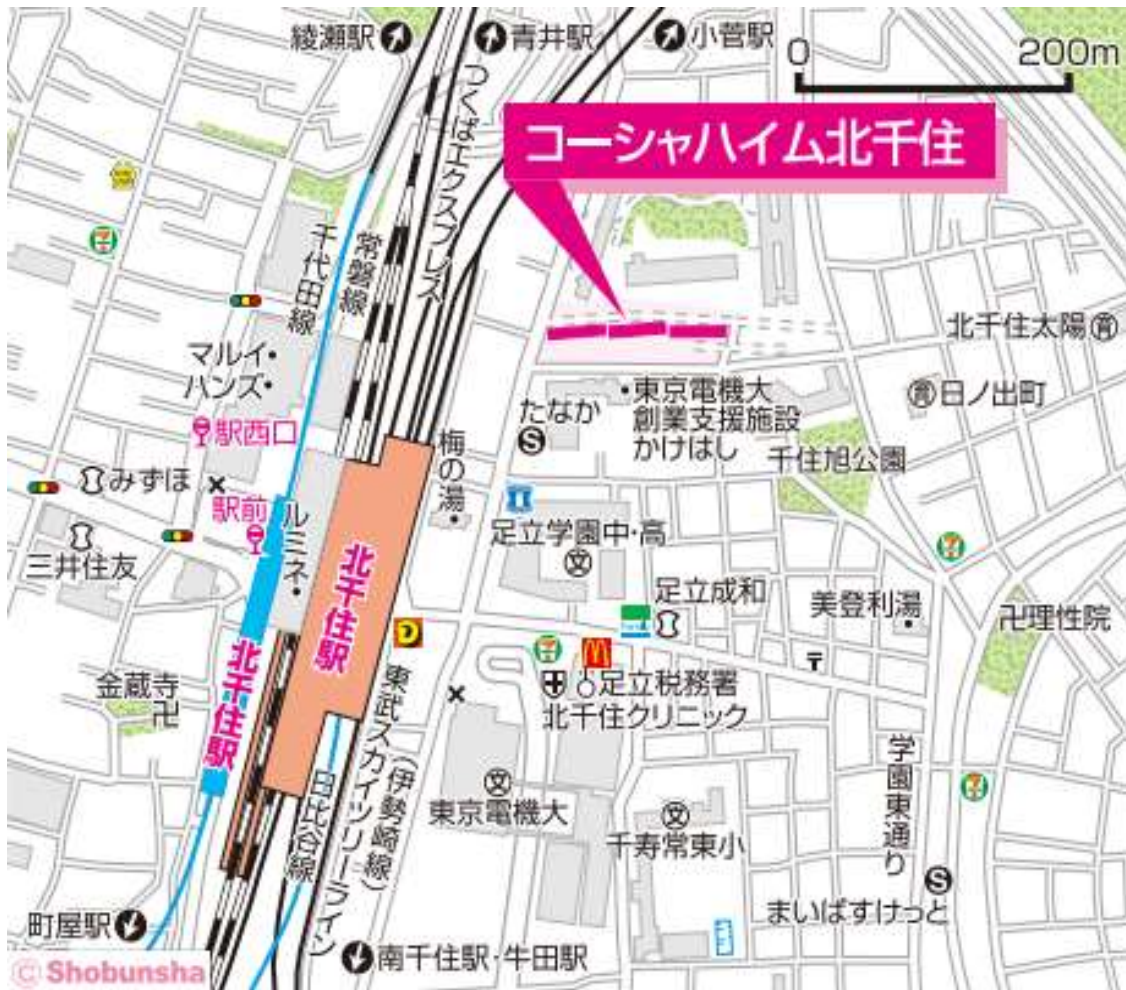 綾瀬駅
青井駅
小菅駅
0 200m
コーシャハイム北千住
つくばエクスプレス
常磐線
千代田線
北千住太陽
マルイ
ハンズ
駅西口
たなか
S
東京電機大
創業支援施設
かけはし
日ノ出町
千住旭公園
梅の湯
みずほ
駅前
ルミネ
三井住友
足立学園中・高
文
足立成和
美登利湯
卍理性院
北千住駅
北千住駅
金蔵寺
卍
足立税務署
北千住クリニック
東武スカイツリーライン
(伊勢崎線)
日比谷線
文
東京電機大
文
千寿常東小
学園東通り
S
まいばすけっと
町屋駅
南千住駅・牛田駅
© Shobunsha